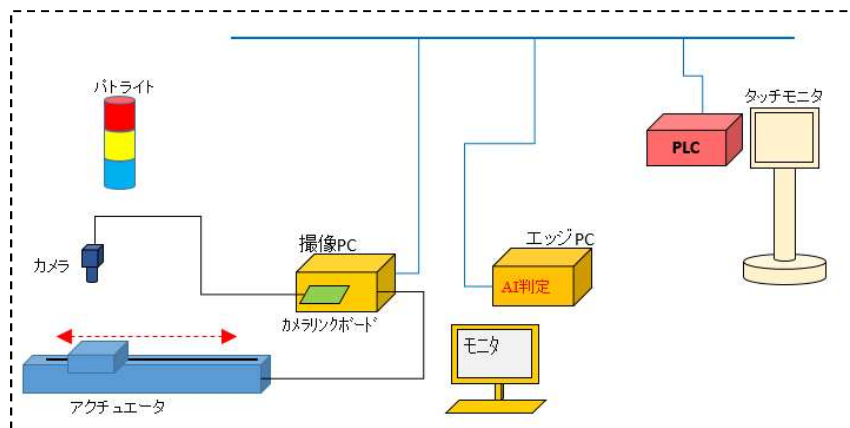 パトライト
タッチモニタ
PLC
撮像PC
エッジPC
カメラ
AI判定
カメラリンクボード
モニタ
アクチュエータ